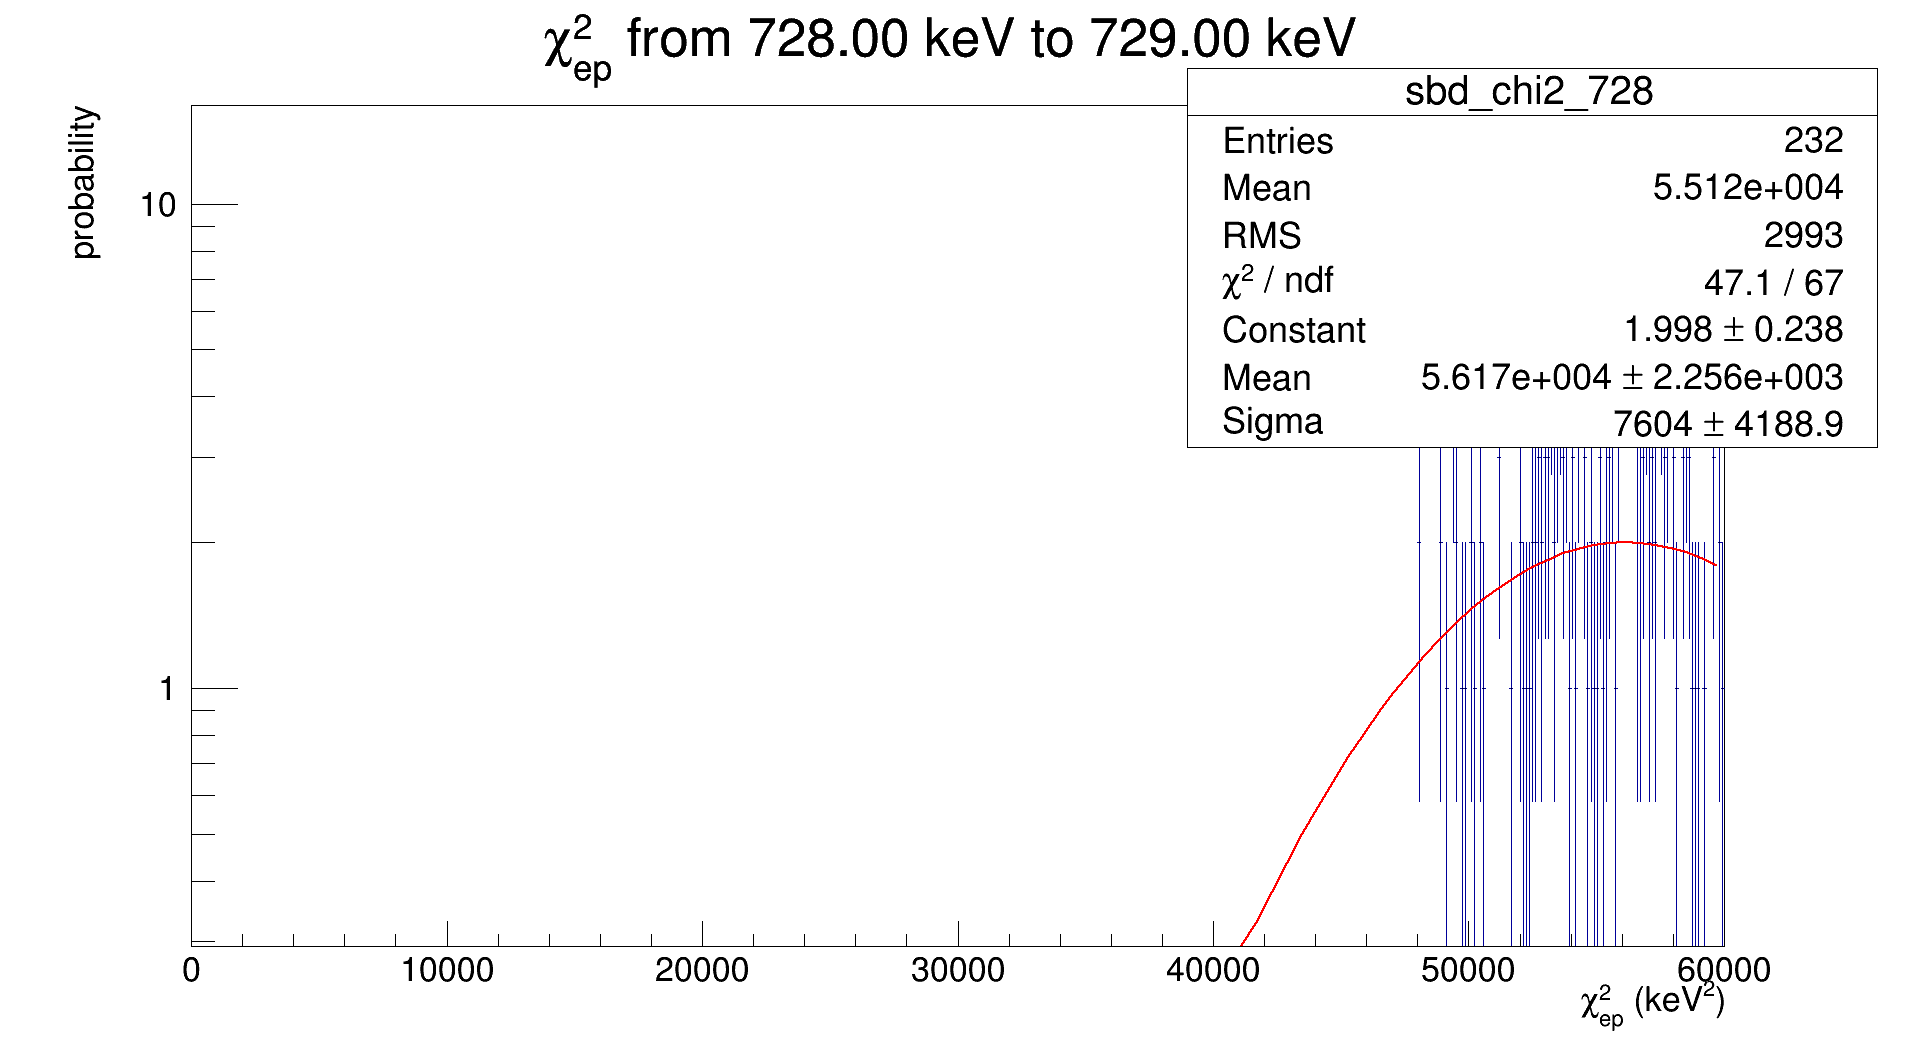 χ²ep from 728.00 keV to 729.00 keV
sbd_chi2_728
Entries 232
Mean 5.512e+004
RMS 2993
χ² / ndf 47.1 / 67
Constant 1.998 ± 0.238
Mean 5.617e+004 ± 2.256e+003
Sigma 7604 ± 4188.9
probability
10
1
0 10000 20000 30000 40000 50000 60000
χ²ep (keV²)